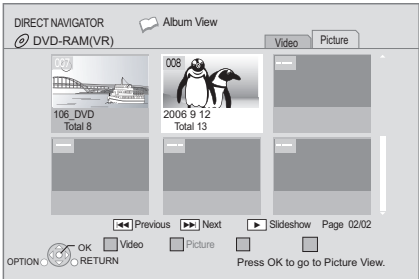 DIRECT NAVIGATOR Album View
DVD-RAM(VR) Video Picture
007 008 ---
106_DVD 2006 9 12
Total 8 Total 13
--- --- ---
Previous Next Slideshow Page 02/02
OK Video Picture
OPTION RETURN Press OK to go to Picture View.